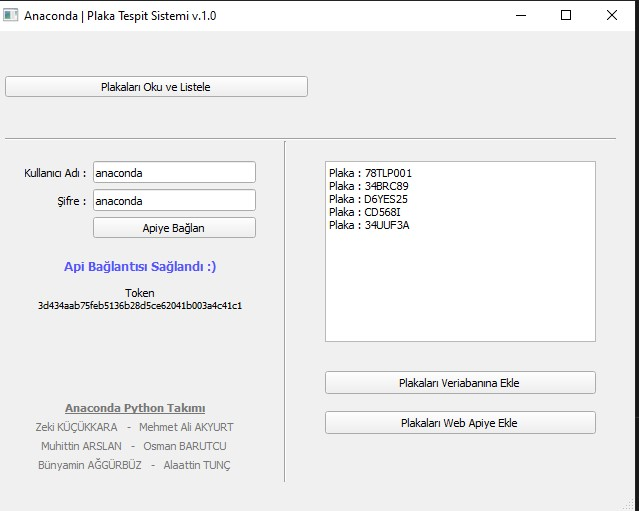 Anaconda | Plaka Tespit Sistemi v.1.0
Plakaları Oku ve Listele
Kullanıcı Adı : anaconda
Şifre : anaconda
Apiye Bağlan
Api Bağlantısı Sağlandı :)
Token
3d434aab75feb5136b28d5ce62041b003a4c41c1
Plaka : 78TLP001
Plaka : 34BRC89
Plaka : D6YES25
Plaka : CD568I
Plaka : 34UUF3A
Plakaları Veriabanına Ekle
Plakaları Web Apiye Ekle
Anaconda Python Takımı
Zeki KÜÇÜKKARA - Mehmet Ali AKYURT
Muhittin ARSLAN - Osman BARUTCU
Bünyamin AĞGÜRBÜZ - Alaattin TUNÇ